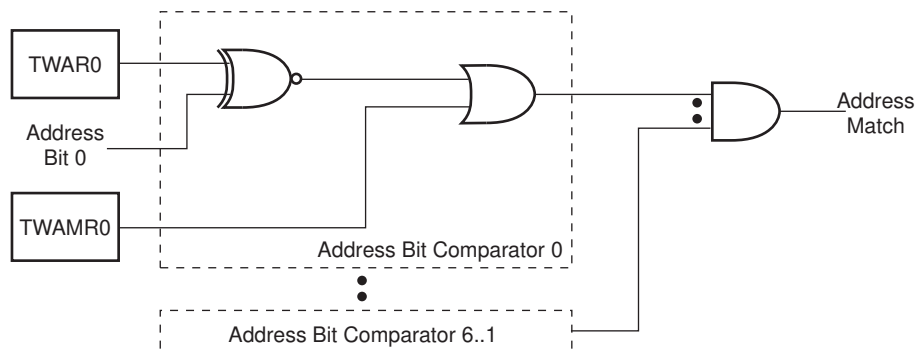 TWAR0
Address
Bit 0
TWAMR0
Address Bit Comparator 0
Address
Match
Address Bit Comparator 6..1